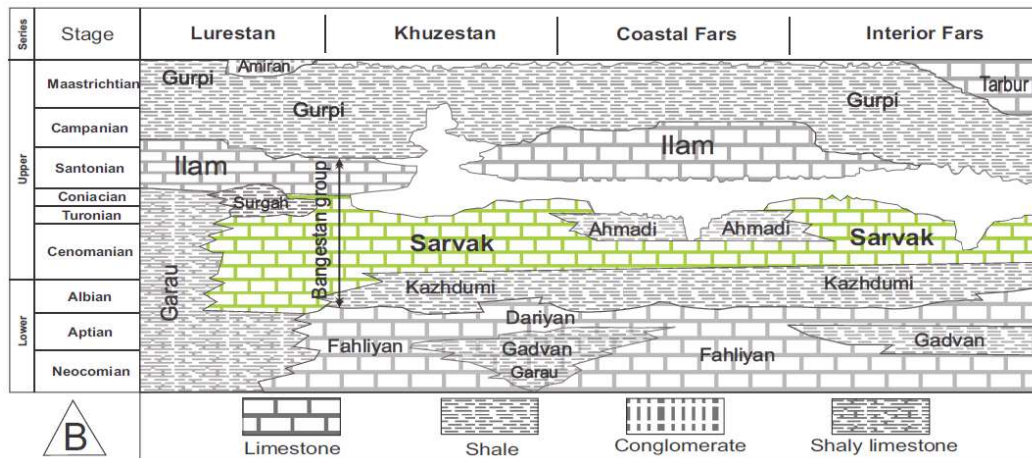 Series Stage Lurestan Khuzestan Coastal Fars Interior Fars
Upper
Lower
Maastrichtian
Campanian
Santonian
Coniacian
Turonian
Cenomanian
Albian
Aptian
Neocomian
Amiran
Gurpi
Gurpi
Gurpi
Tarbur
Ilam
Ilam
Surgah
Bangestan group
Sarvak
Ahmadi
Ahmadi
Sarvak
Garau
Kazhdumi
Kazhdumi
Dariyan
Fahliyan
Gadvan
Garau
Fahliyan
Gadvan
B
Limestone Shale Conglomerate Shaly limestone